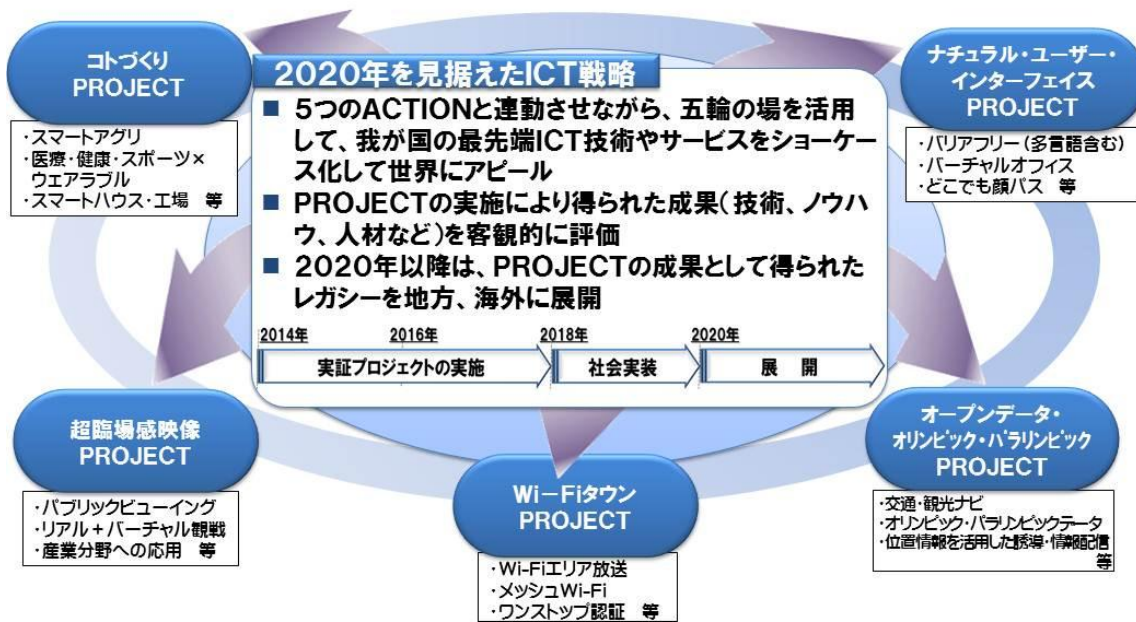 コトづくり
PROJECT
・スマートアグリ
・医療・健康・スポーツ×
ウェアラブル
・スマートハウス・工場　等
2020年を見据えたICT戦略
■ 5つのACTIONと連動させながら、五輪の場を活用
して、我が国の最先端ICT技術やサービスをショーケー
ス化して世界にアピール
■ PROJECTの実施により得られた成果（技術、ノウハ
ウ、人材など）を客観的に評価
■ 2020年以降は、PROJECTの成果として得られた
レガシーを地方、海外に展開
2014年 2016年 2018年 2020年
実証プロジェクトの実施 社会実装 展　開
ナチュラル・ユーザー・
インターフェイス
PROJECT
・バリアフリー（多言語含む）
・バーチャルオフィス
・どこでも顔パス　等
超臨場感映像
PROJECT
・パブリックビューイング
・リアル＋バーチャル観戦
・産業分野への応用　等
Wi－Fiタウン
PROJECT
・Wi-Fiエリア放送
・メッシュWi-Fi
・ワンストップ認証　等
オープンデータ・
オリンピック・パラリンピック
PROJECT
・交通・観光ナビ
・オリンピック・パラリンピックデータ
・位置情報を活用した誘導・情報配信
等